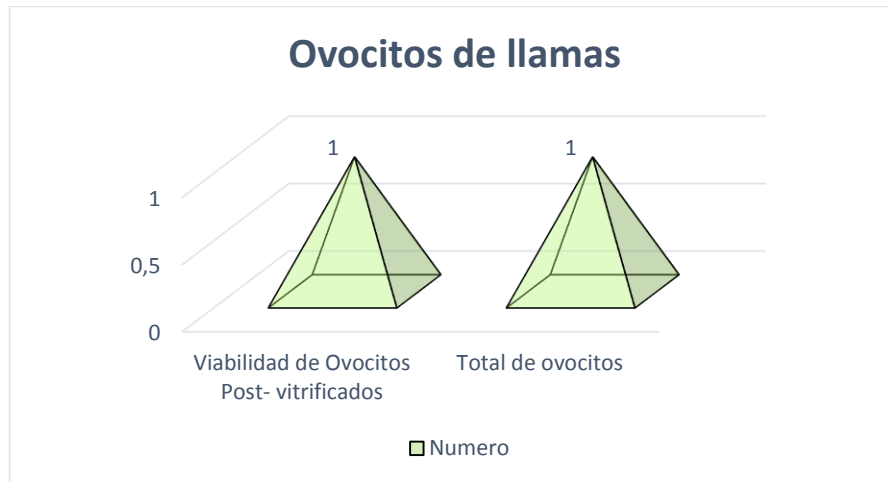 Ovocitos de llamas
1 1
1
0,5
0
Viabilidad de Ovocitos
Post- vitrificados
Total de ovocitos
Numero